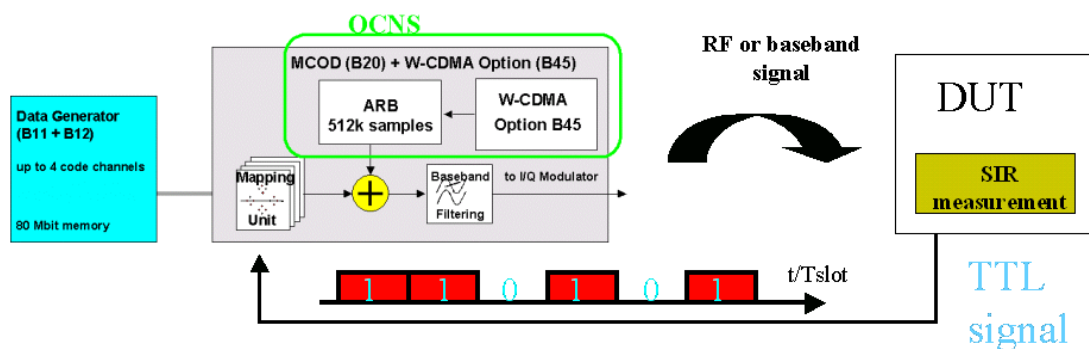 OCNS
MCOD (B20) + W-CDMA Option (B45)
ARB
512k samples
W-CDMA
Option B45
Data Generator
(B11 + B12)
up to 4 code channels
80 Mbit memory
Mapping
Unit
+
Baseband
Filtering
to I/Q Modulator
RF or baseband
signal
DUT
SIR
measurement
1 1 0 1 0 1
t/Tslot
TTL
signal